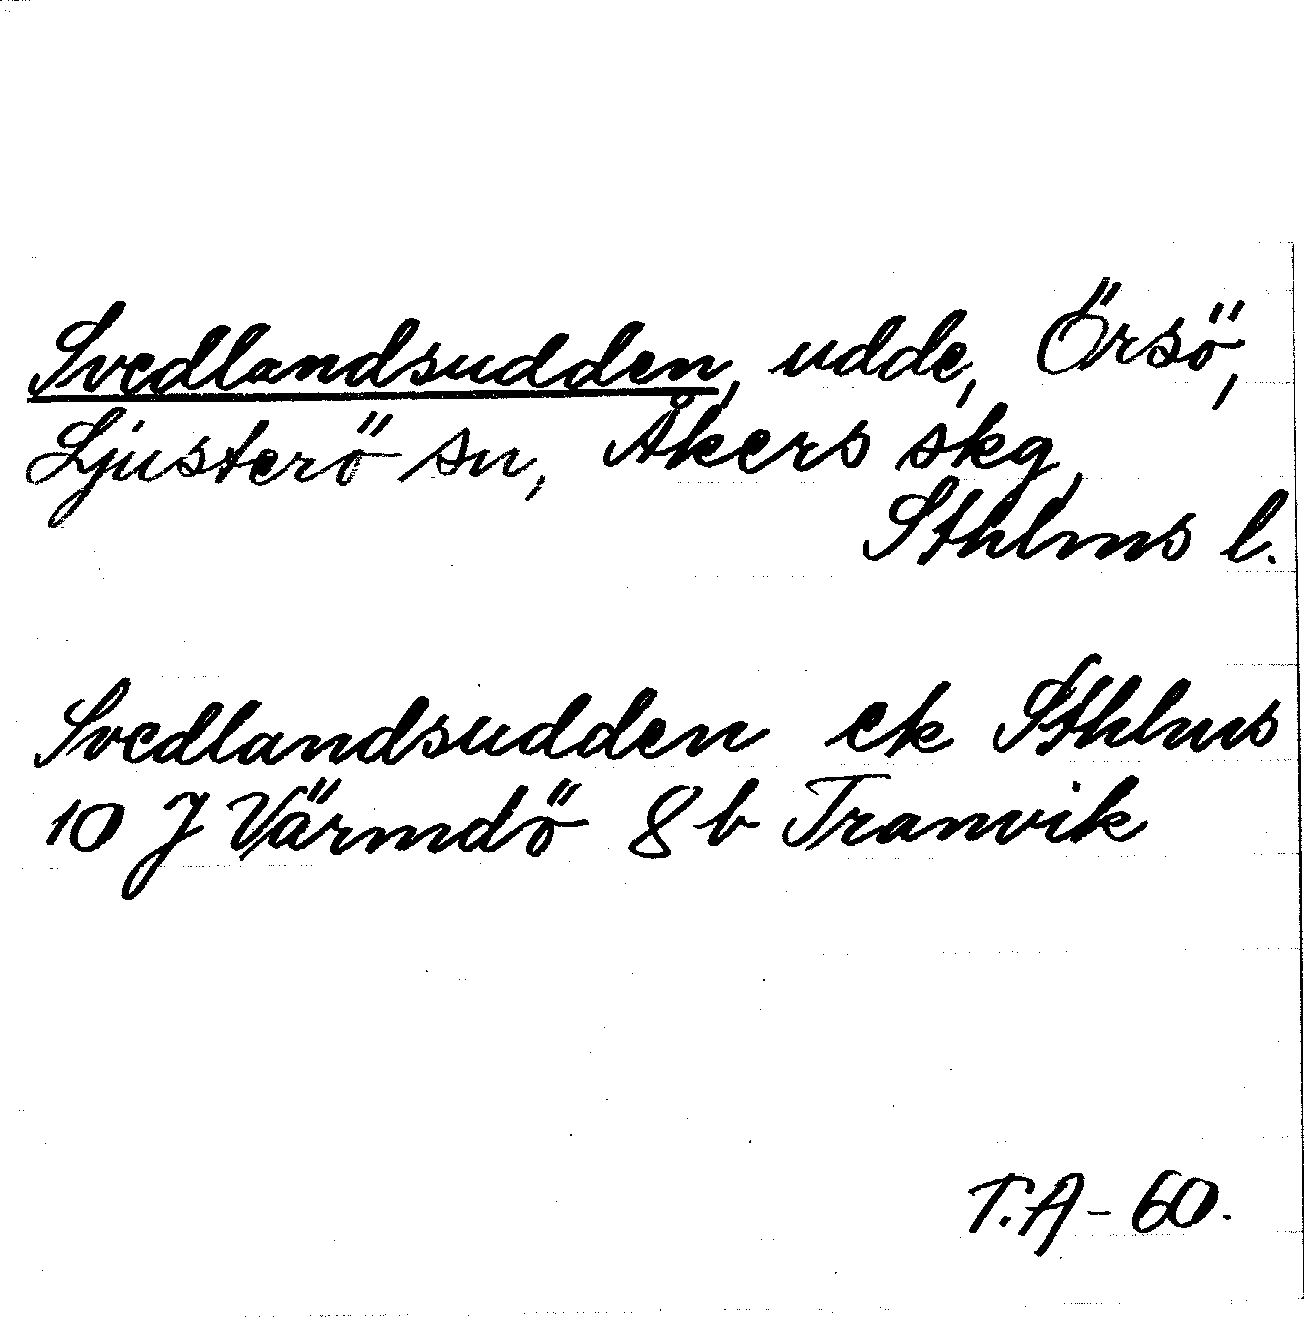 Svedlandsudden, udde, Örsö,
Ljusterö sn, Åkers skg,
Sthlms l.
Svedlandsudden ek Sthlms
10 J Värmdö 8 b Tranvik
T.A - 60.